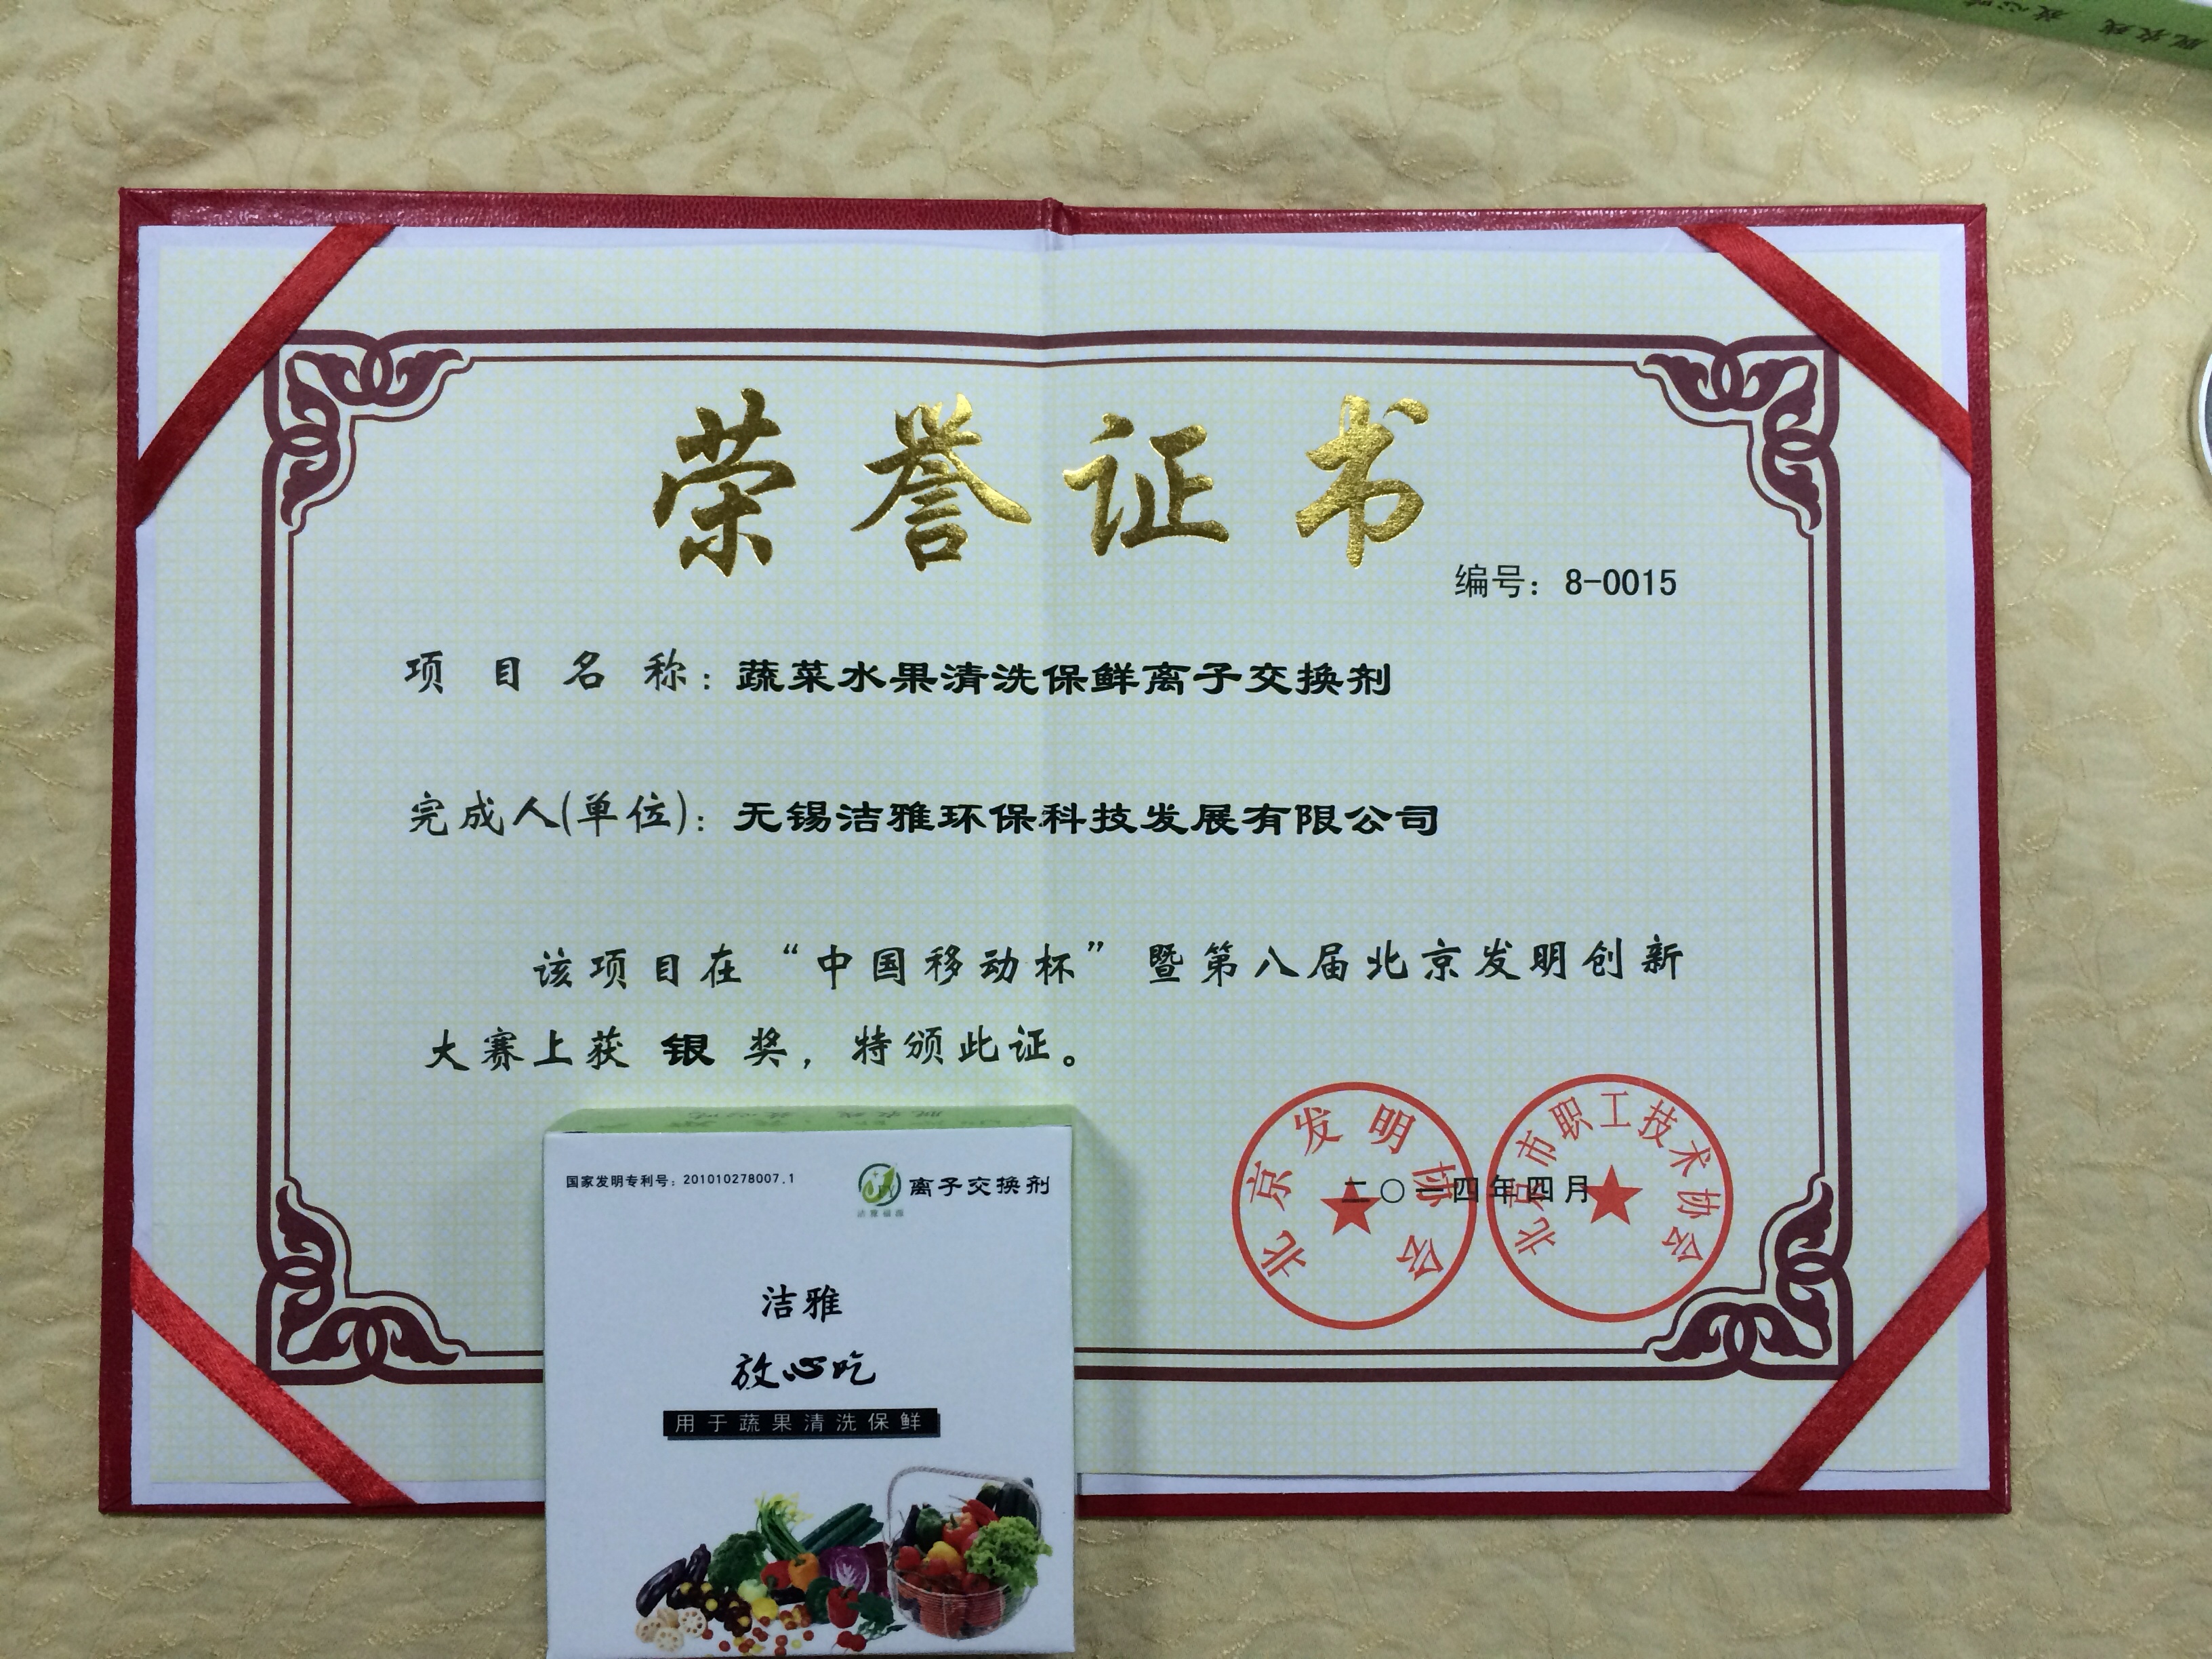 荣誉证书
编号：8-0015
项目名称：蔬菜水果清洗保鲜离子交换剂
完成人(单位)：无锡洁雅环保科技发展有限公司
该项目在“中国移动杯”暨第八届北京发明创新
大赛上获 银 奖，特颁此证。
北京发明协会
北京市职工技术协会
二〇一四年四月
国家发明专利号：201010278007.1
离子交换剂
洁雅
放心吃
用于蔬果清洗保鲜
脱农残 放心吃